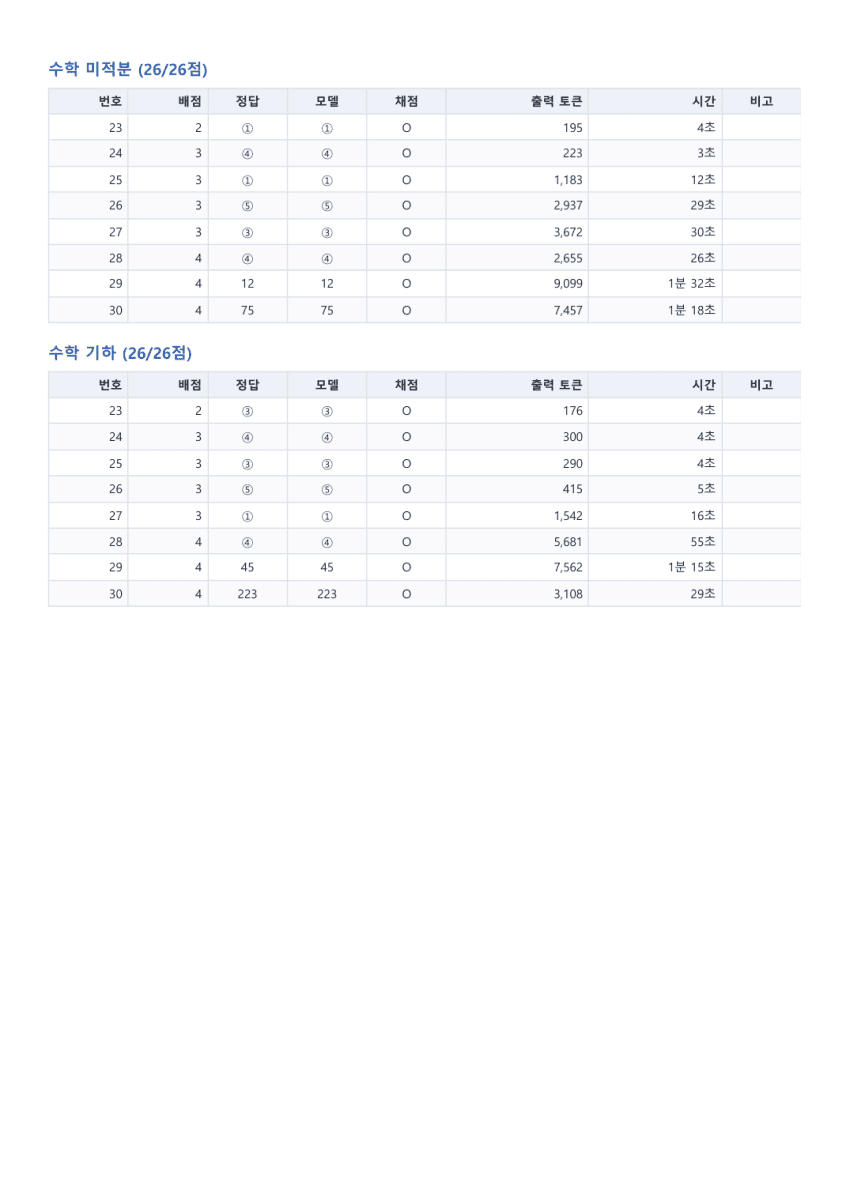 수학 미적분 (26/26점)
번호 배점 정답 모델 채점 출력 토큰 시간 비고
23 2 ① ① O 195 4초
24 3 ④ ④ O 223 3초
25 3 ① ① O 1,183 12초
26 3 ⑤ ⑤ O 2,937 29초
27 3 ③ ③ O 3,672 30초
28 4 ④ ④ O 2,655 26초
29 4 12 12 O 9,099 1분 32초
30 4 75 75 O 7,457 1분 18초
수학 기하 (26/26점)
번호 배점 정답 모델 채점 출력 토큰 시간 비고
23 2 ③ ③ O 176 4초
24 3 ④ ④ O 300 4초
25 3 ③ ③ O 290 4초
26 3 ⑤ ⑤ O 415 5초
27 3 ① ① O 1,542 16초
28 4 ④ ④ O 5,681 55초
29 4 45 45 O 7,562 1분 15초
30 4 223 223 O 3,108 29초